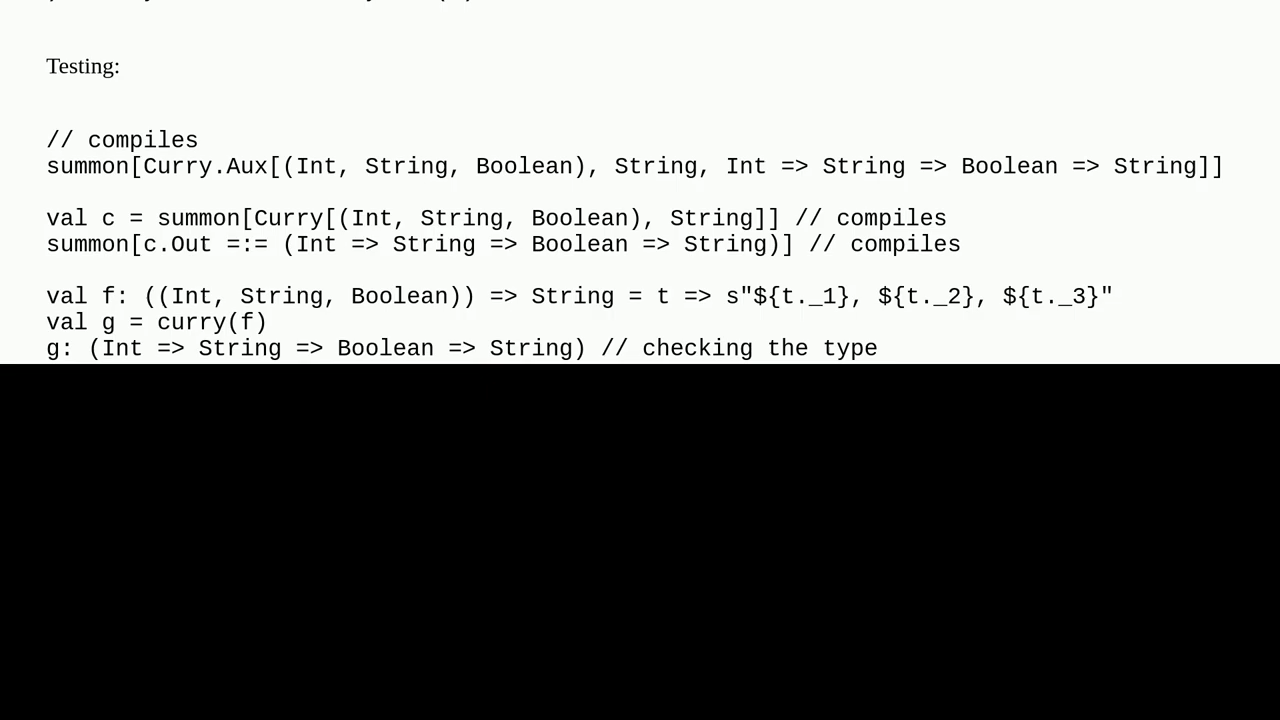 Testing:
// compiles
summon[Curry.Aux[(Int, String, Boolean), String, Int => String => Boolean => String]]
val c = summon[Curry[(Int, String, Boolean), String]] // compiles
summon[c.Out =:= (Int => String => Boolean => String)] // compiles
val f: ((Int, String, Boolean)) => String = t => s"${t._1}, ${t._2}, ${t._3}"
val g = curry(f)
g: (Int => String => Boolean => String) // checking the type